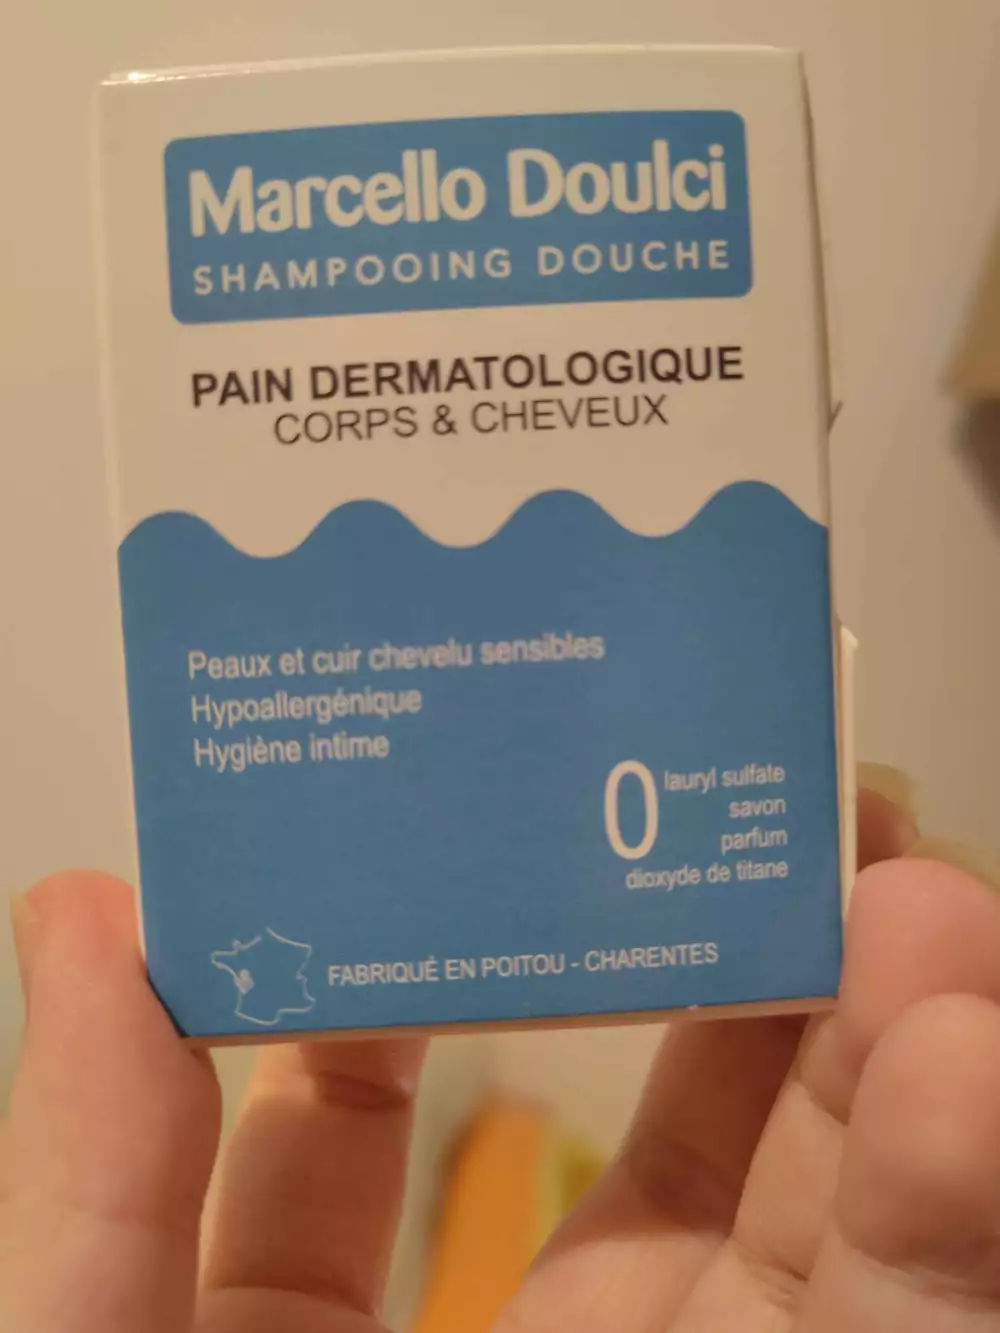 Marcello Doulci
SHAMPOOING DOUCHE
PAIN DERMATOLOGIQUE
CORPS & CHEVEUX
Peaux et cuir chevelu sensibles
Hypoallergénique
Hygiène intime
0 lauryl sulfate
savon
parfum
dioxyde de titane
FABRIQUÉ EN POITOU - CHARENTES